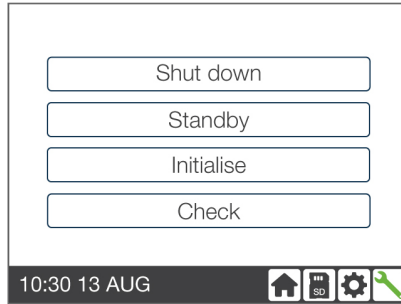 Shut down
Standby
Initialise
Check
10:30 13 AUG
SD